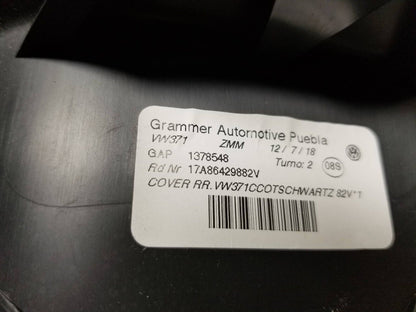 Grammer Automotive Puebla
VW371 ZMM 12/7/18
GAP 1378548 Turno: 2 08S
Rd Nr 17A86429882V
COVER RR. VW371CCOTSCHWARTZ 82V*1